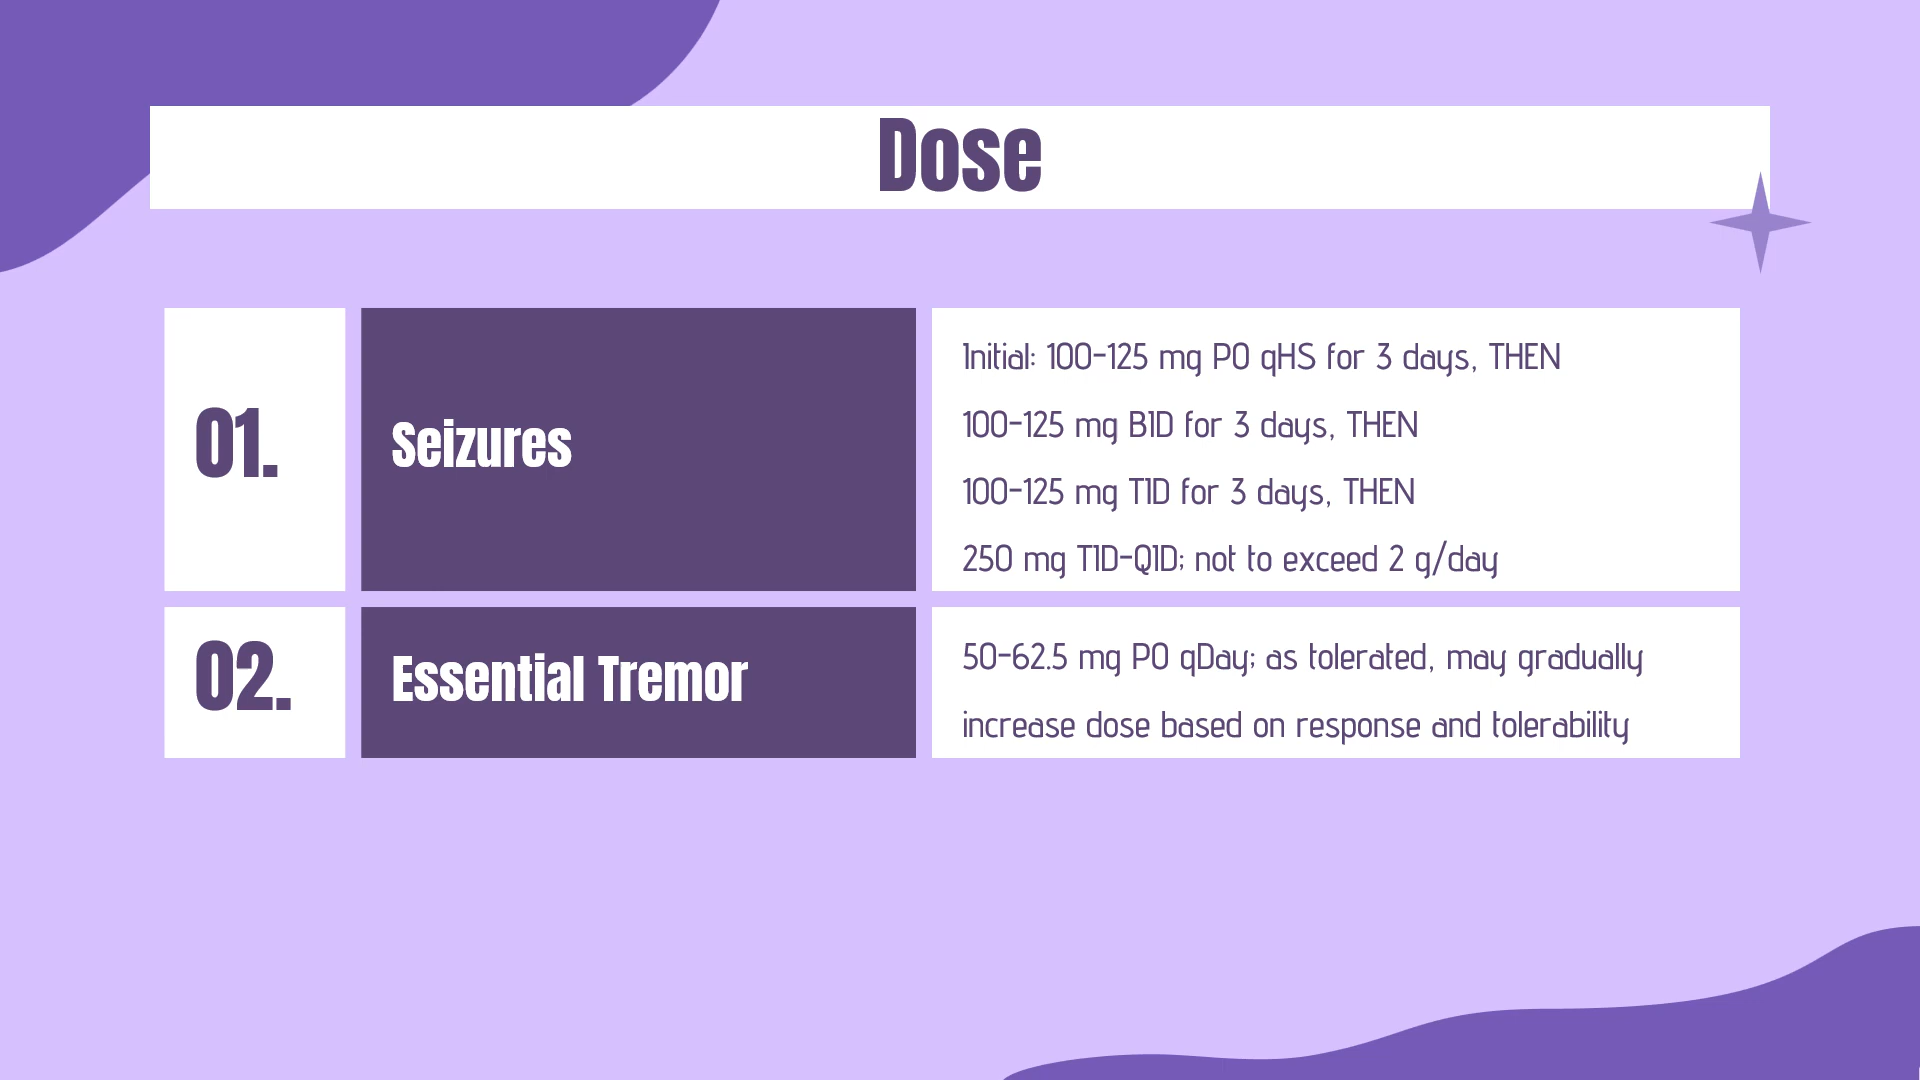 Dose
01.
Seizures
Initial: 100-125 mg PO qHS for 3 days, THEN
100-125 mg BID for 3 days, THEN
100-125 mg TID for 3 days, THEN
250 mg TID-QID; not to exceed 2 g/day
02.
Essential Tremor
50-62.5 mg PO qDay; as tolerated, may gradually
increase dose based on response and tolerability